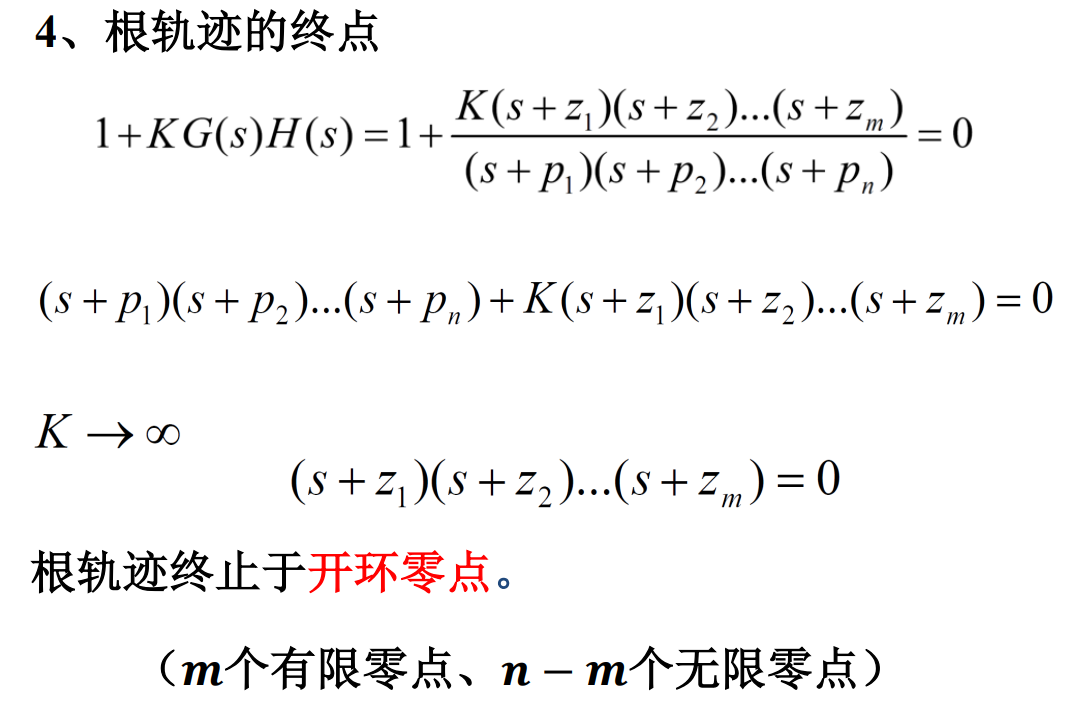 4、根轨迹的终点
1+KG(s)H(s)=1+\frac{K(s+z_1)(s+z_2)...(s+z_m)}{(s+p_1)(s+p_2)...(s+p_n)}=0
(s+p_1)(s+p_2)...(s+p_n)+K(s+z_1)(s+z_2)...(s+z_m)=0
K→∞
(s+z_1)(s+z_2)...(s+z_m)=0
根轨迹终止于开环零点。
（m个有限零点、n－m个无限零点）